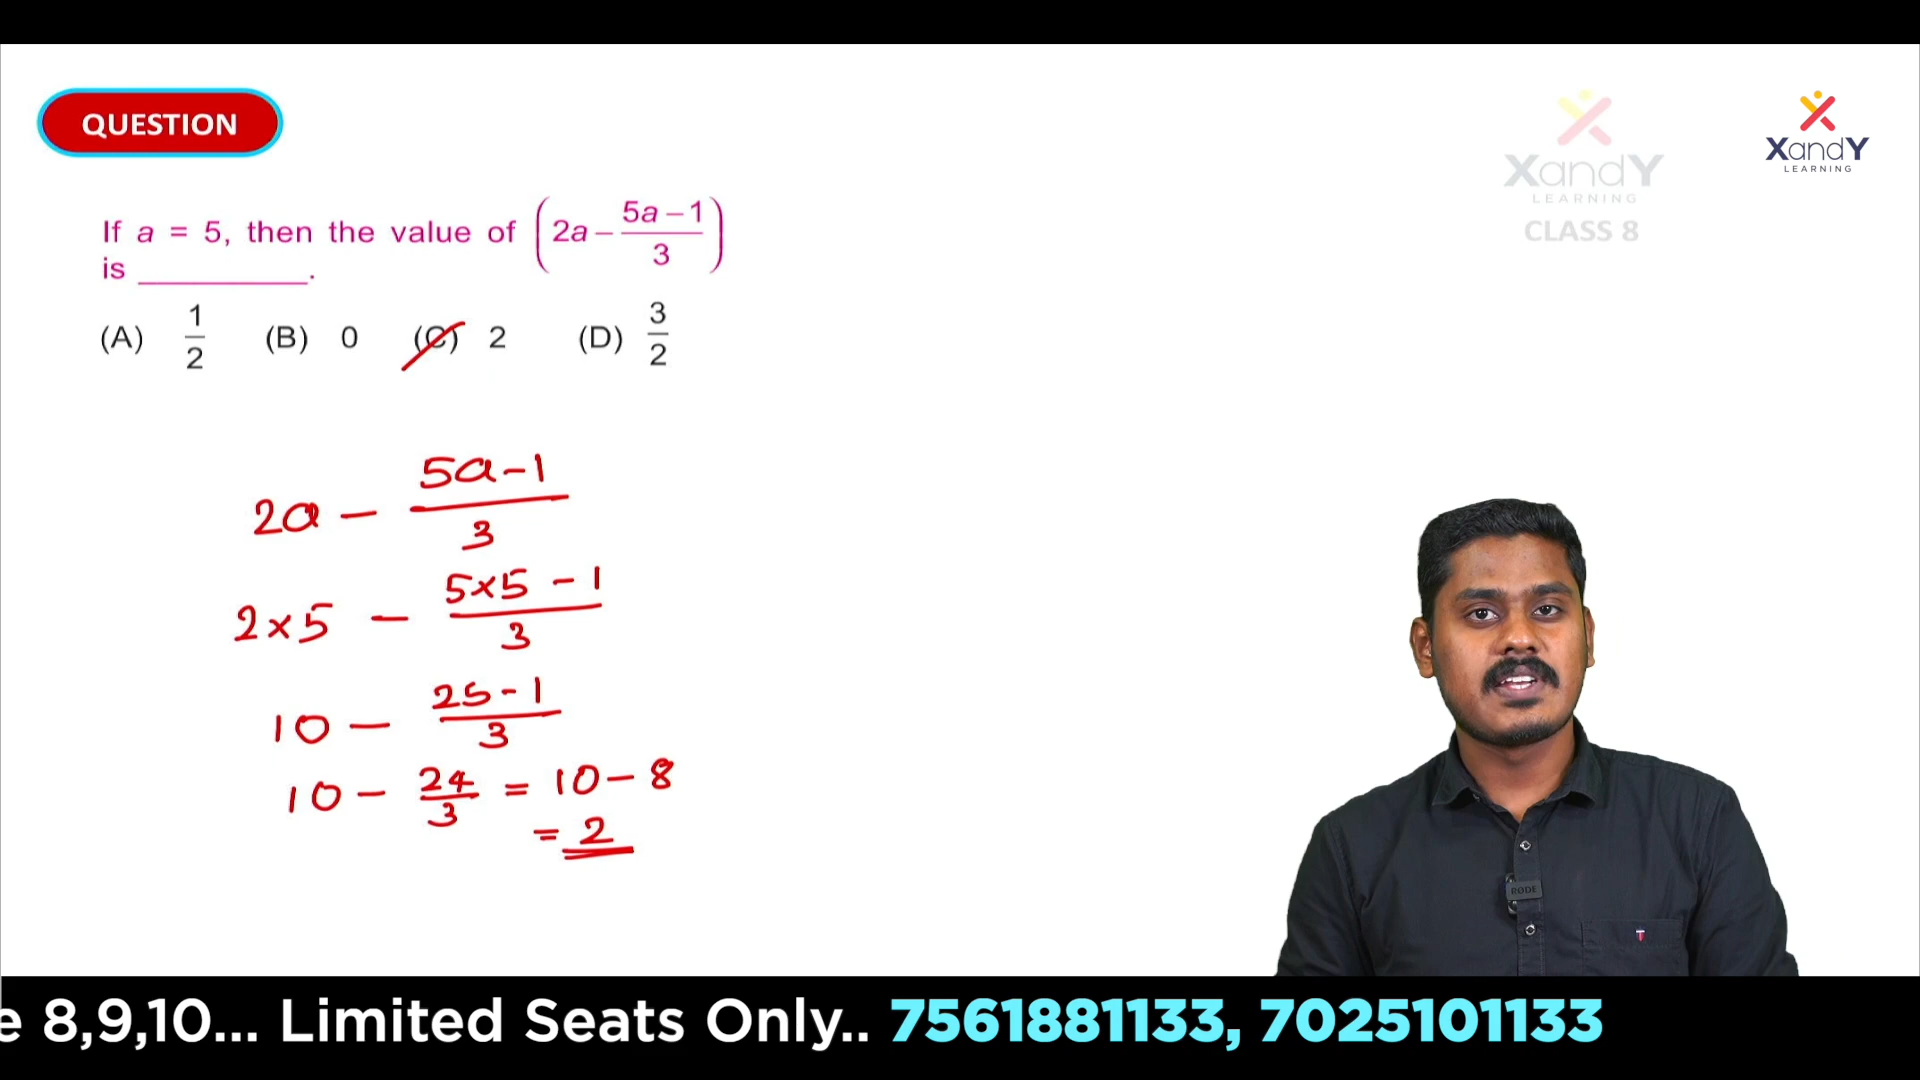 QUESTION
XandY
LEARNING
CLASS 8
XandY
LEARNING
If a = 5, then the value of (2a − (5a − 1)/3)
is __________.
(A) 1/2 (B) 0 (C) 2 (D) 3/2
2a − (5a − 1)/3
2 × 5 − (5 × 5 − 1)/3
10 − (25 − 1)/3
10 − 24/3 = 10 − 8
= 2
RODE
e 8,9,10... Limited Seats Only.. 7561881133, 7025101133